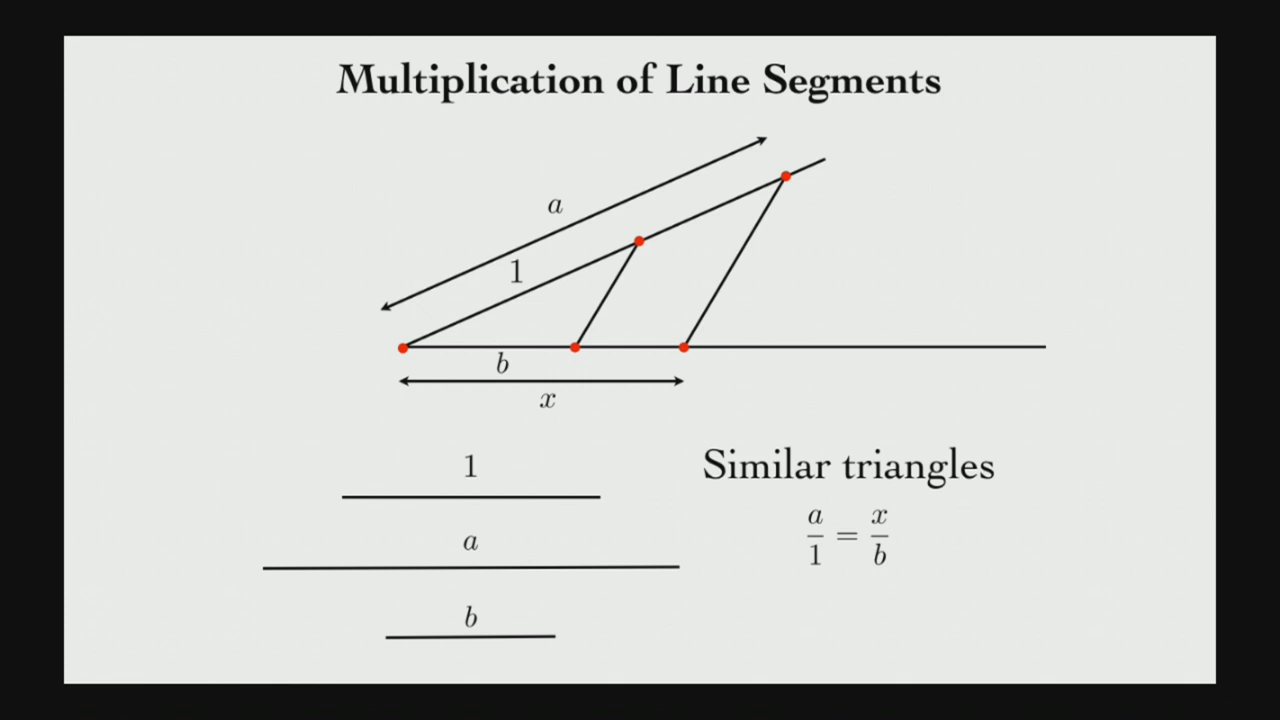 Multiplication of Line Segments
a
1
b
x
1
a
b
Similar triangles
a/1 = x/b